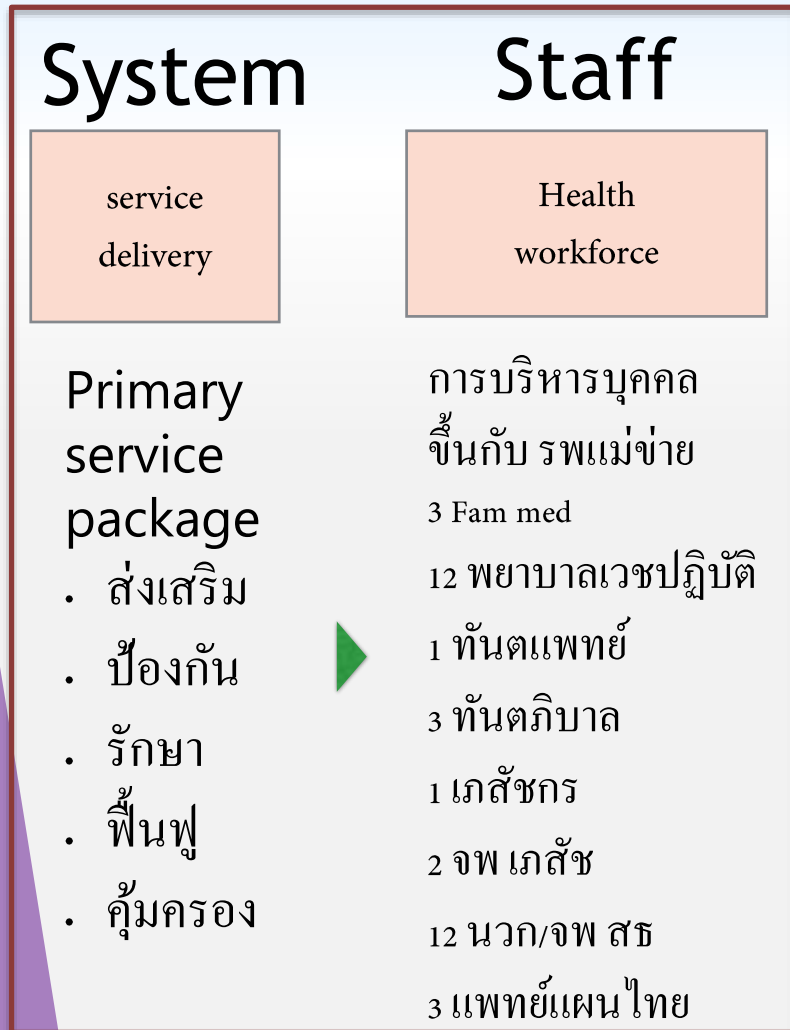 System
service
delivery
Primary
service
package
. ส่งเสริม
. ป้องกัน
. รักษา
. ฟื้นฟู
. คุ้มครอง
Staff
Health
workforce
การบริหารบุคคล
ขึ้นกับ รพแม่ข่าย
3 Fam med
12 พยาบาลเวชปฏิบัติ
1 ทันตแพทย์
3 ทันตภิบาล
1 เภสัชกร
2 จพ เภสัช
12 นวก/จพ สธ
3 แพทย์แผนไทย